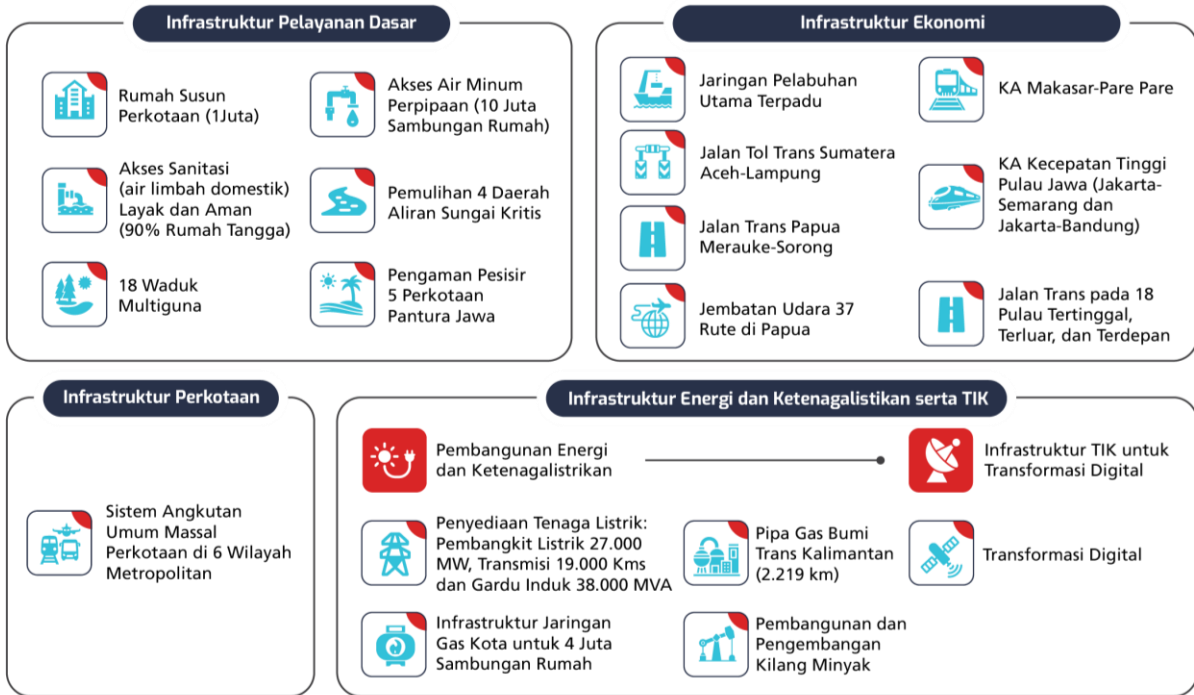 Infrastruktur Pelayanan Dasar
Rumah Susun
Perkotaan (1Juta)
Akses Air Minum
Perpipaan (10 Juta
Sambungan Rumah)
Akses Sanitasi
(air limbah domestik)
Layak dan Aman
(90% Rumah Tangga)
Pemulihan 4 Daerah
Aliran Sungai Kritis
18 Waduk
Multiguna
Pengaman Pesisir
5 Perkotaan
Pantura Jawa
Infrastruktur Ekonomi
Jaringan Pelabuhan
Utama Terpadu
KA Makasar-Pare Pare
Jalan Tol Trans Sumatera
Aceh-Lampung
KA Kecepatan Tinggi
Pulau Jawa (Jakarta-
Semarang dan
Jakarta-Bandung)
Jalan Trans Papua
Merauke-Sorong
Jembatan Udara 37
Rute di Papua
Jalan Trans pada 18
Pulau Tertinggal,
Terluar, dan Terdepan
Infrastruktur Perkotaan
Sistem Angkutan
Umum Massal
Perkotaan di 6 Wilayah
Metropolitan
Infrastruktur Energi dan Ketenagalistikan serta TIK
Pembangunan Energi
dan Ketenagalistrikan
Infrastruktur TIK untuk
Transformasi Digital
Penyediaan Tenaga Listrik:
Pembangkit Listrik 27.000
MW, Transmisi 19.000 Kms
dan Gardu Induk 38.000 MVA
Pipa Gas Bumi
Trans Kalimantan
(2.219 km)
Transformasi Digital
Infrastruktur Jaringan
Gas Kota untuk 4 Juta
Sambungan Rumah
Pembangunan dan
Pengembangan
Kilang Minyak